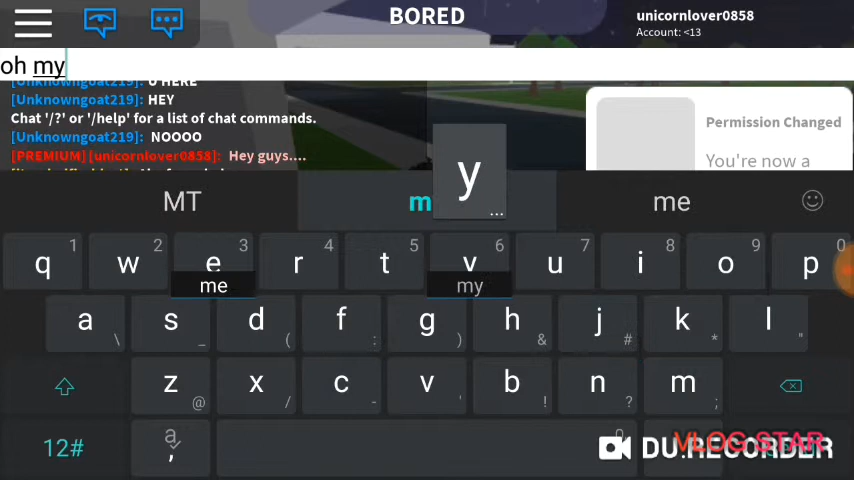 BORED
unicornlover0858
Account: <13
oh my
[Unknowngoat219]: U HERE
[Unknowngoat219]: HEY
Chat '/?' or '/help' for a list of chat commands.
[Unknowngoat219]: NOOOO
[PREMIUM] [unicornlover0858]: Hey guys....
Permission Changed
You're now a
MT
m
me
y
...
1 2 3 4 5 6 7 8 9 0
q w e r t y u i o p
me my
a s d f g h j k l
\ _ ( : ) & # * "
z x c v b n m
@ / - ' ! ? ;
12# a ,
VLOG STAR
DU RECORDER